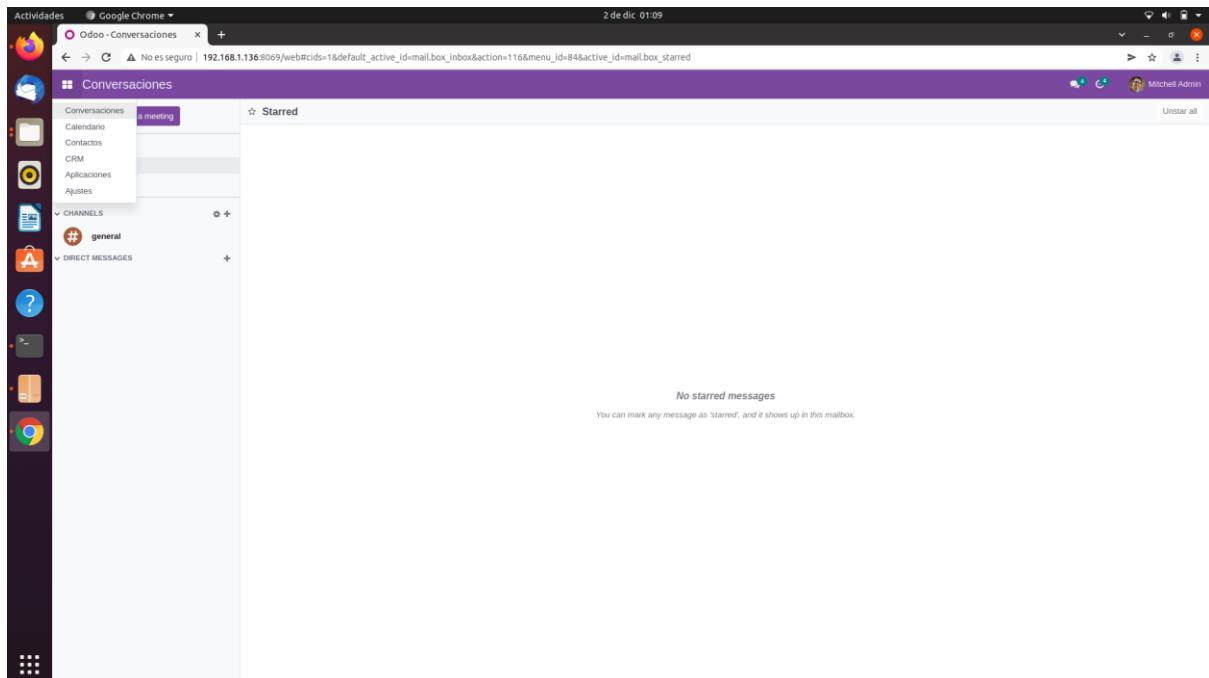 Actividades Google Chrome 2 de dic 01:09
Odoo - Conversaciones × +
No es seguro | 192.168.1.136:8069/web#cids=1&default_active_id=mail.box_inbox&action=116&menu_id=84&active_id=mail.box_starred
Conversaciones Mitchell Admin
Conversaciones
a meeting
Starred
Unstar all
Calendario
Contactos
CRM
Aplicaciones
Ajustes
CHANNELS
general
DIRECT MESSAGES
No starred messages
You can mark any message as 'starred', and it shows up in this mailbox.